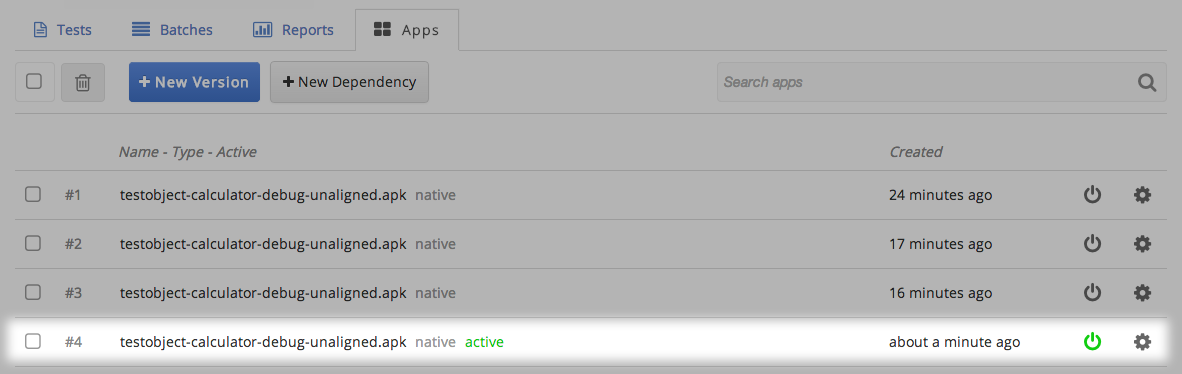 Tests Batches Reports Apps
+ New Version + New Dependency Search apps
Name - Type - Active Created
#1 testobject-calculator-debug-unaligned.apk native 24 minutes ago
#2 testobject-calculator-debug-unaligned.apk native 17 minutes ago
#3 testobject-calculator-debug-unaligned.apk native 16 minutes ago
#4 testobject-calculator-debug-unaligned.apk native active about a minute ago